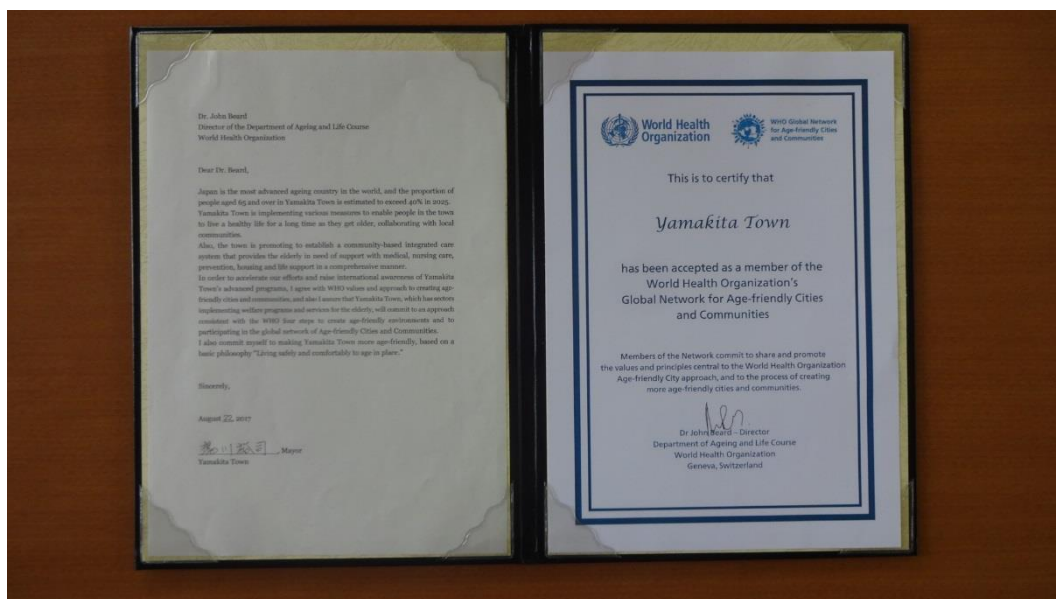 Dr. John Beard
Director of the Department of Ageing and Life Course
World Health Organization
Dear Dr. Beard,
Japan is the most advanced ageing country in the world, and the proportion of
people aged 65 and over in Yamakita Town is estimated to exceed 40% in 2025.
Yamakita Town is implementing various measures to enable people in the town
to live a healthy life for a long time as they get older, collaborating with local
communities.
Also, the town is promoting to establish a community-based integrated care
system that provides the elderly in need of support with medical, nursing care,
prevention, housing and life support in a comprehensive manner.
In order to accelerate our efforts and raise international awareness of Yamakita
Town's advanced programs, I agree with WHO values and approach to creating age-
friendly cities and communities, and also I assure that Yamakita Town, which has sectors
implementing welfare programs and services for the elderly, will commit to an approach
consistent with the WHO four steps to create age-friendly environments and to
participating in the global network of Age-friendly Cities and Communities.
I also commit myself to making Yamakita Town more age-friendly, based on a
basic philosophy "Living safely and comfortably to age in place."
Sincerely,
August 22, 2017
川 司 , Mayor
Yamakita Town
World Health
Organization
WHO Global Network
for Age-friendly Cities
and Communities
This is to certify that
Yamakita Town
has been accepted as a member of the
World Health Organization's
Global Network for Age-friendly Cities
and Communities
Members of the Network commit to share and promote
the values and principles central to the World Health Organization
Age-friendly City approach, and to the process of creating
more age-friendly cities and communities.
Dr John Beard – Director
Department of Ageing and Life Course
World Health Organization
Geneva, Switzerland